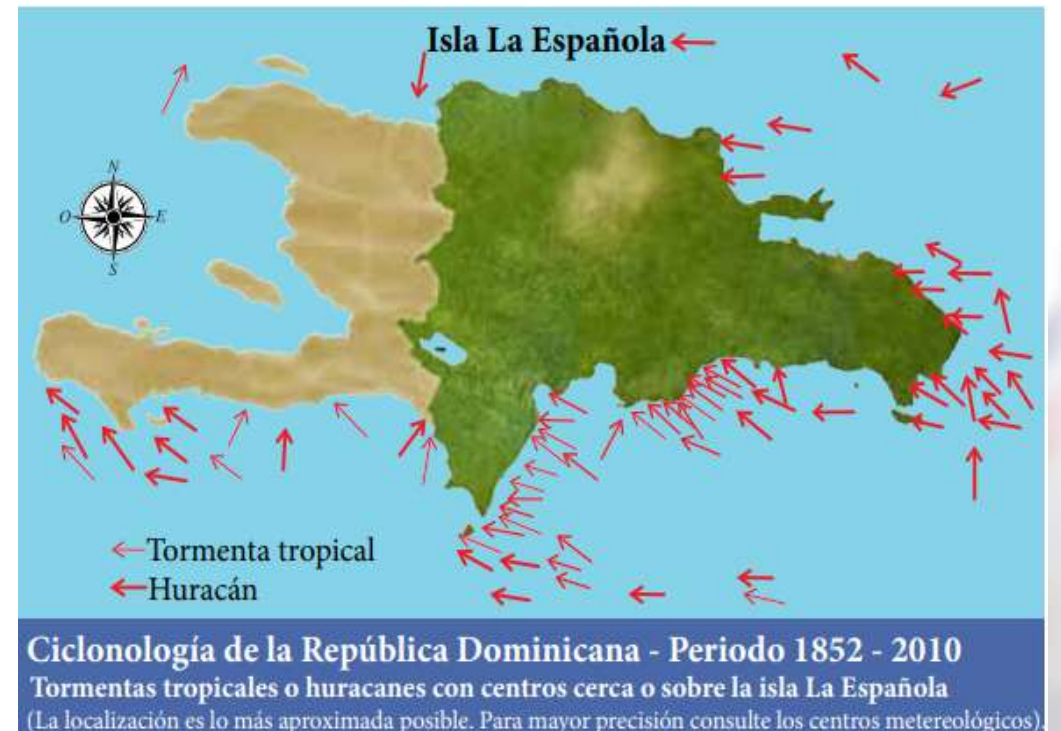 Isla La Española
N
O E
S
Tormenta tropical
Huracán
Ciclonología de la República Dominicana - Periodo 1852 - 2010
Tormentas tropicales o huracanes con centros cerca o sobre la isla La Española
(La localización es lo más aproximada posible. Para mayor precisión consulte los centros metereológicos).